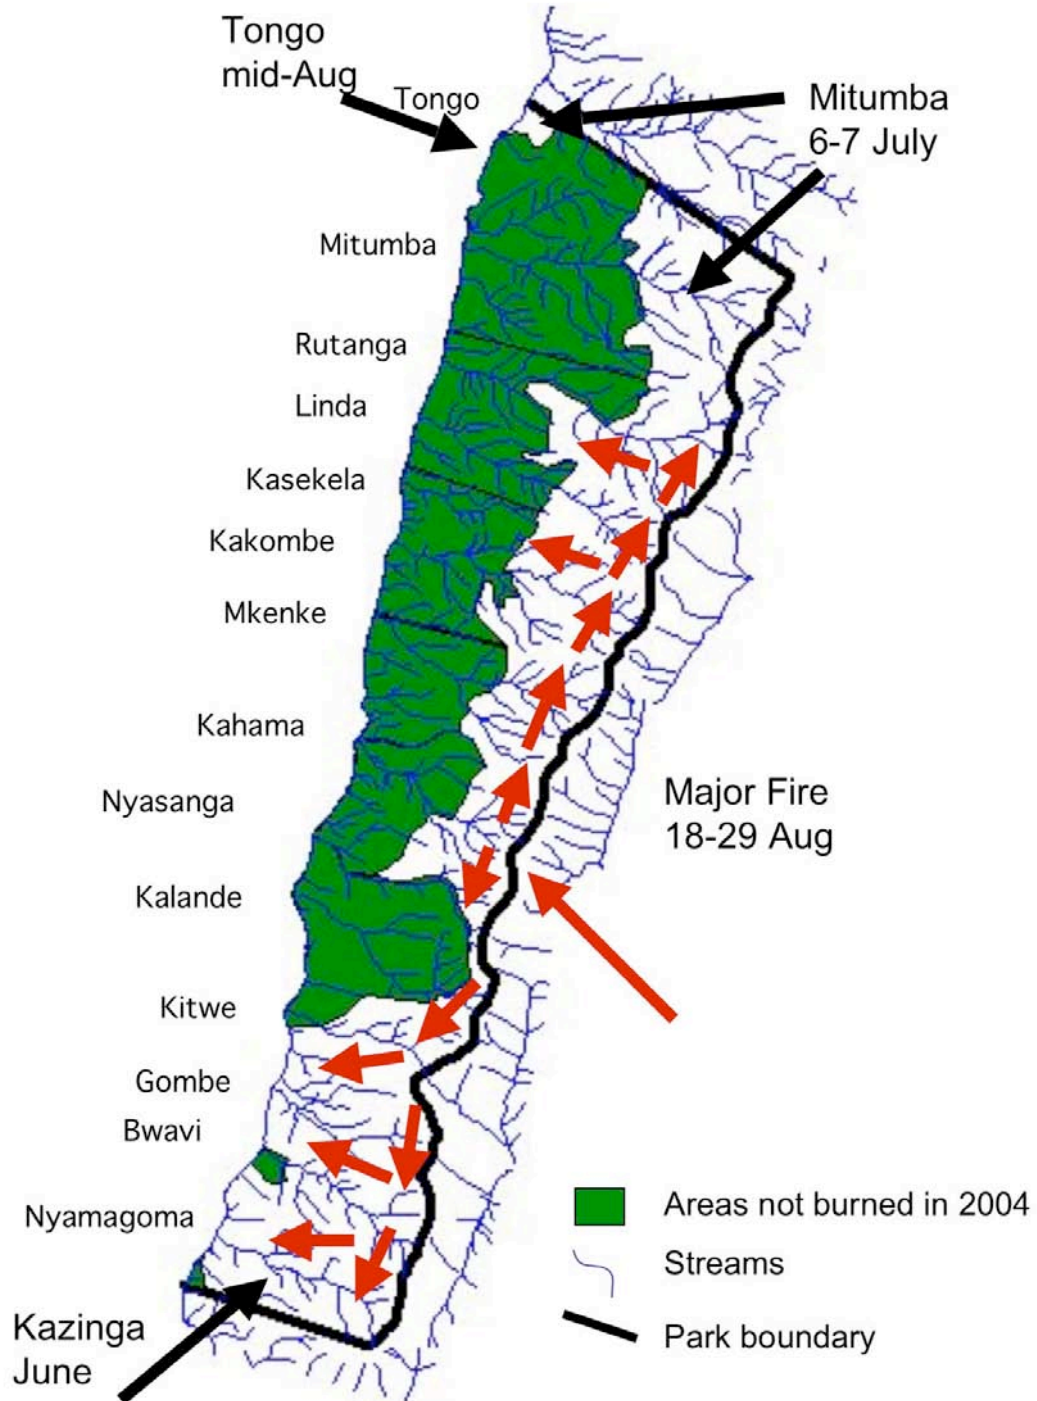 Tongo
mid-Aug
Tongo
Mitumba
6-7 July
Mitumba
Rutanga
Linda
Kasekela
Kakombe
Mkenke
Kahama
Nyasanga
Major Fire
18-29 Aug
Kalande
Kitwe
Gombe
Bwavi
Nyamagoma
Areas not burned in 2004
Streams
Park boundary
Kazinga
June